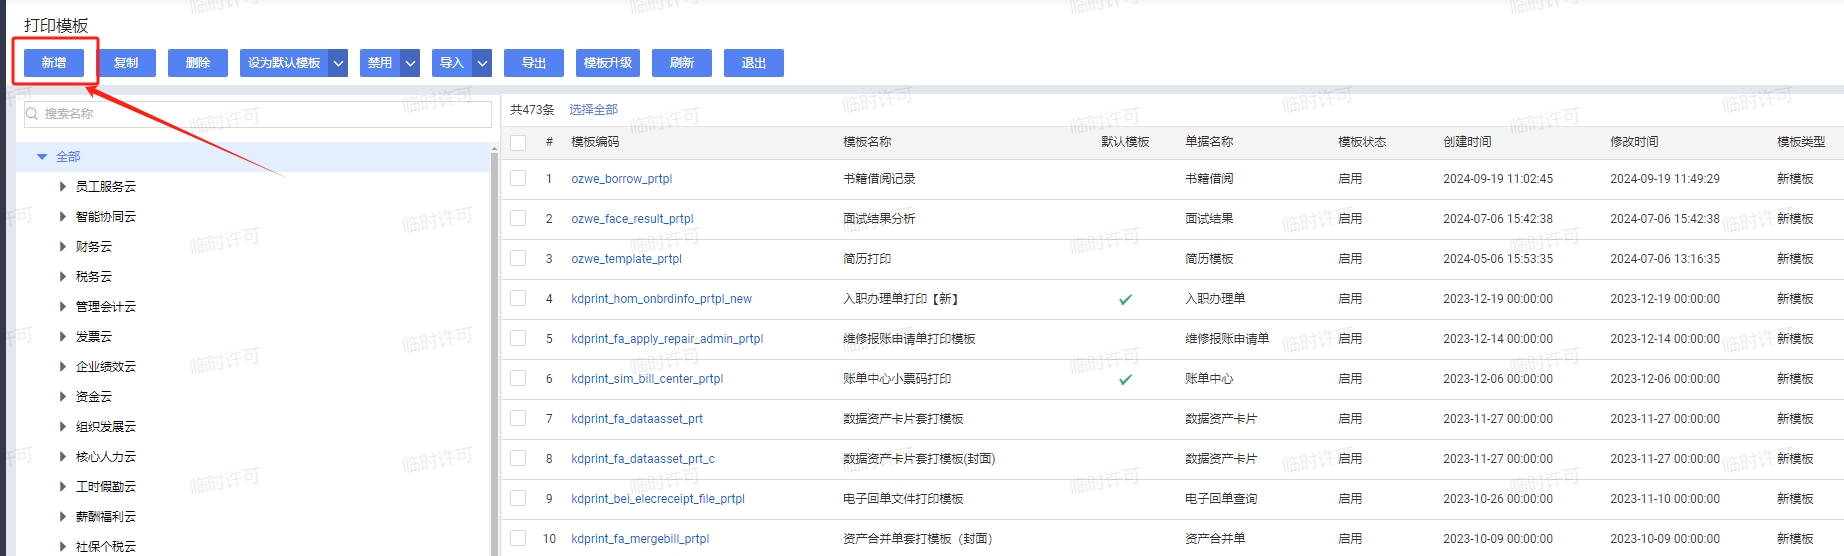 打印模板
新增 复制 删除 设为默认模板 禁用 导入 导出 模板升级 刷新 退出
搜索名称
全部
员工服务云
智能协同云
财务云
税务云
管理会计云
发票云
企业绩效云
资金云
组织发展云
核心人力云
工时假勤云
薪酬福利云
社保个税云
共473条 选择全部
# 模板编码 模板名称 默认模板 单据名称 模板状态 创建时间 修改时间 模板类型
1 ozwe_borrow_prtpl 书籍借阅记录 书籍借阅 启用 2024-09-19 11:02:45 2024-09-19 11:49:29 新模板
2 ozwe_face_result_prtpl 面试结果分析 面试结果 启用 2024-07-06 15:42:38 2024-07-06 15:42:38 新模板
3 ozwe_template_prtpl 简历打印 简历模板 启用 2024-05-06 15:53:35 2024-07-06 13:16:35 新模板
4 kdprint_hom_onbrdinfo_prtpl_new 入职办理单打印【新】 入职办理单 启用 2023-12-19 00:00:00 2023-12-19 00:00:00 新模板
5 kdprint_fa_apply_repair_admin_prtpl 维修报账申请单打印模板 维修报账申请单 启用 2023-12-14 00:00:00 2023-12-14 00:00:00 新模板
6 kdprint_sim_bill_center_prtpl 账单中心小票码打印 账单中心 启用 2023-12-06 00:00:00 2023-12-06 00:00:00 新模板
7 kdprint_fa_dataasset_prt 数据资产卡片套打模板 数据资产卡片 启用 2023-11-27 00:00:00 2023-11-27 00:00:00 新模板
8 kdprint_fa_dataasset_prt_c 数据资产卡片套打模板(封面) 数据资产卡片 启用 2023-11-27 00:00:00 2023-11-27 00:00:00 新模板
9 kdprint_bei_elecreceipt_file_prtpl 电子回单文件打印模板 电子回单查询 启用 2023-10-26 00:00:00 2023-11-10 00:00:00 新模板
10 kdprint_fa_mergebill_prtpl 资产合并单套打模板（封面） 资产合并单 启用 2023-10-09 00:00:00 2023-10-09 00:00:00 新模板
临时许可